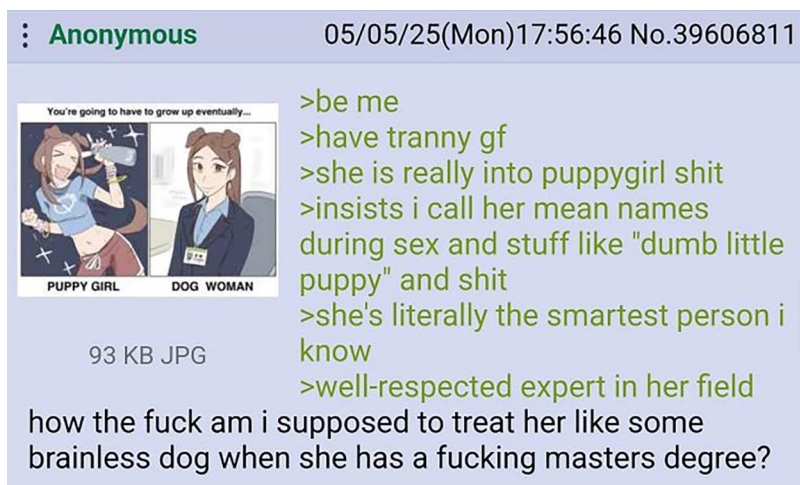 Anonymous 05/05/25(Mon)17:56:46 No.39606811
You're going to have to grow up eventually...
PUPPY GIRL
DOG WOMAN
93 KB JPG
>be me
>have tranny gf
>she is really into puppygirl shit
>insists i call her mean names
during sex and stuff like "dumb little
puppy" and shit
>she's literally the smartest person i
know
>well-respected expert in her field
how the fuck am i supposed to treat her like some
brainless dog when she has a fucking masters degree?